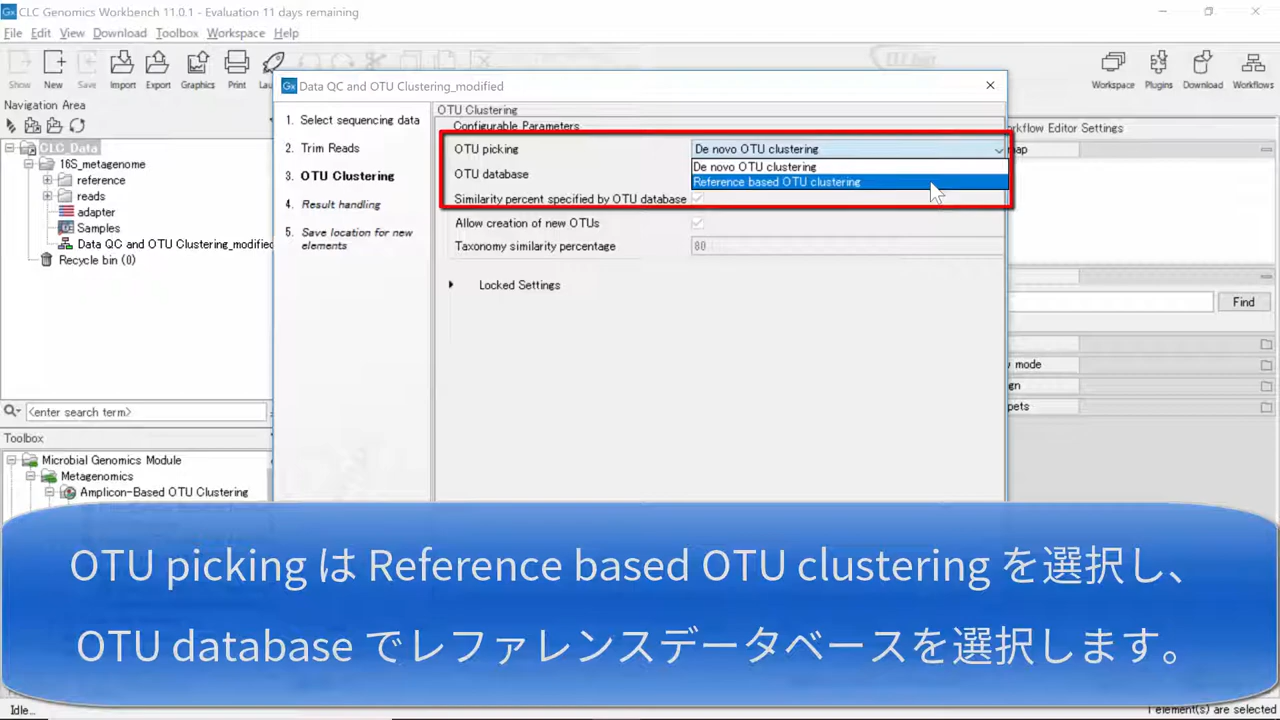 CLC Genomics Workbench 11.0.1 - Evaluation 11 days remaining
File Edit View Download Toolbox Workspace Help
Show New Save Import Export Graphics Print Workspace Plugins Download Workflows
Navigation Area
CLC_Data
16S_metagenome
reference
reads
adapter
Samples
Data QC and OTU Clustering_modified
Recycle bin (0)
<enter search term>
Toolbox
Microbial Genomics Module
Metagenomics
Amplicon-Based OTU Clustering
Data QC and OTU Clustering_modified
1. Select sequencing data
2. Trim Reads
3. OTU Clustering
4. Result handling
5. Save location for new
elements
OTU Clustering
Configurable Parameters
OTU picking De novo OTU clustering
De novo OTU clustering
OTU database Reference based OTU clustering
Similarity percent specified by OTU database
Allow creation of new OTUs
Taxonomy similarity percentage 80
Locked Settings
Editor Settings
map
Find
mode
OTU picking は Reference based OTU clustering を選択し、
OTU database でレファレンスデータベースを選択します。
Idle...
1 element(s) are selected